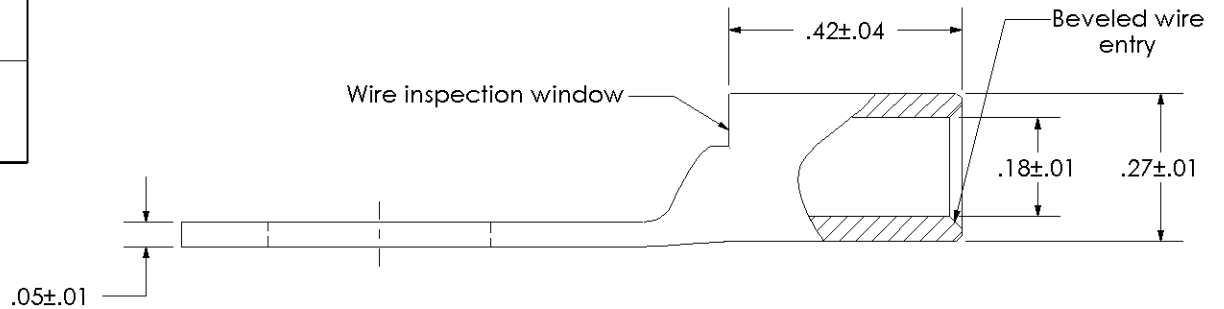 .42±.04
Beveled wire
entry
Wire inspection window
.18±.01
.27±.01
.05±.01